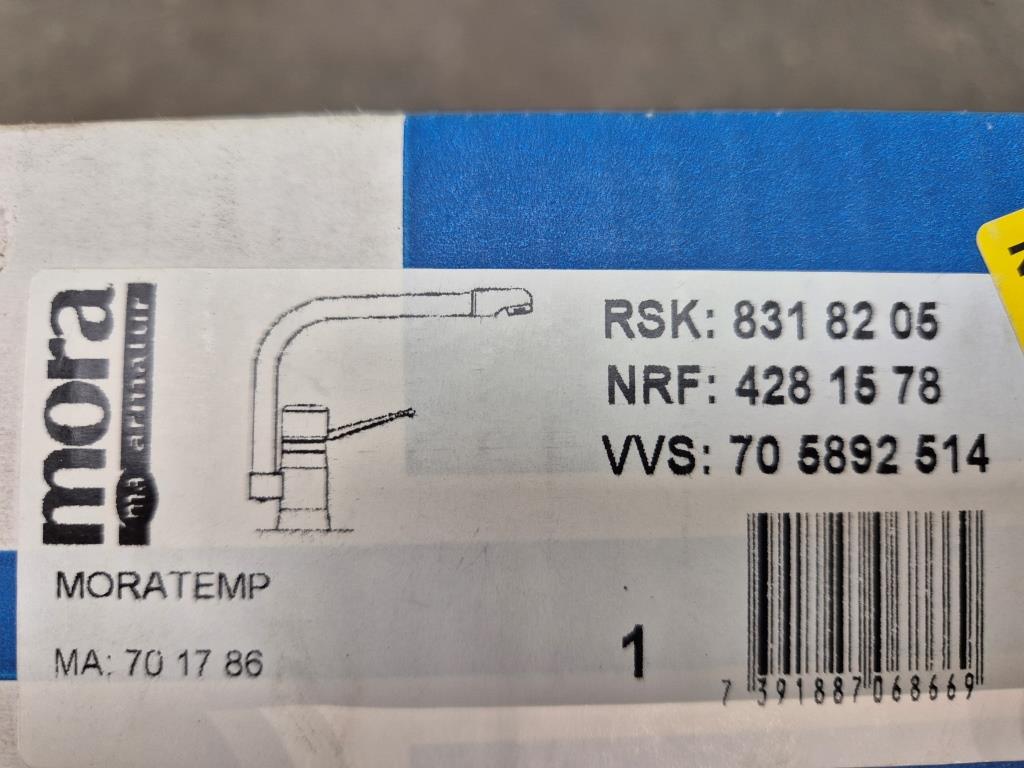 mora
ma armatur
RSK: 831 82 05
NRF: 428 15 78
VVS: 70 5892 514
MORATEMP
MA: 70 17 86
1
7 391887 068669